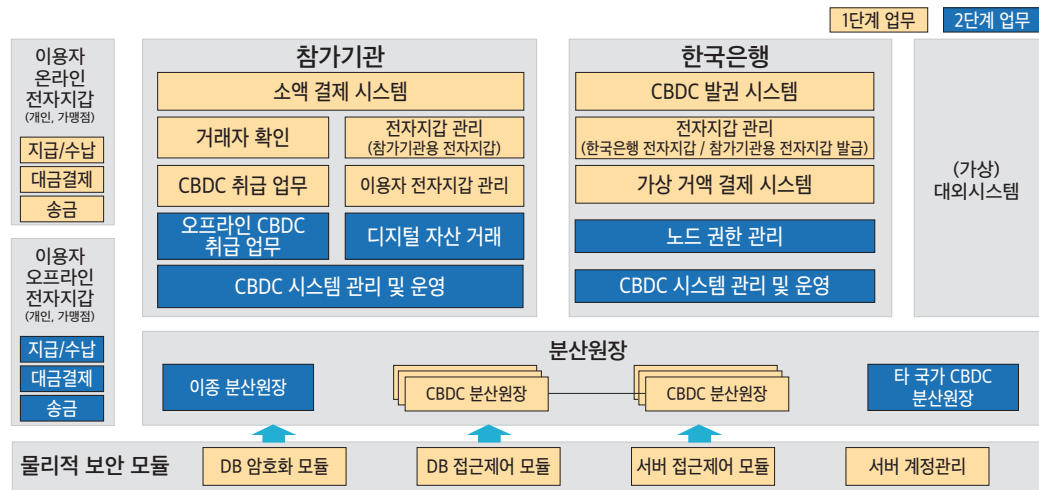 1단계 업무
2단계 업무
이용자
온라인
전자지갑
(개인, 가맹점)
지급/수납
대금결제
송금
이용자
오프라인
전자지갑
(개인, 가맹점)
지급/수납
대금결제
송금
참가기관
소액 결제 시스템
거래자 확인
전자지갑 관리
(참가기관용 전자지갑)
CBDC 취급 업무
이용자 전자지갑 관리
오프라인 CBDC
취급 업무
디지털 자산 거래
CBDC 시스템 관리 및 운영
한국은행
CBDC 발권 시스템
전자지갑 관리
(한국은행 전자지갑 / 참가기관용 전자지갑 발급)
가상 거액 결제 시스템
노드 권한 관리
CBDC 시스템 관리 및 운영
(가상)
대외시스템
분산원장
이종 분산원장
CBDC 분산원장
CBDC 분산원장
타 국가 CBDC
분산원장
물리적 보안 모듈
DB 암호화 모듈
DB 접근제어 모듈
서버 접근제어 모듈
서버 계정관리